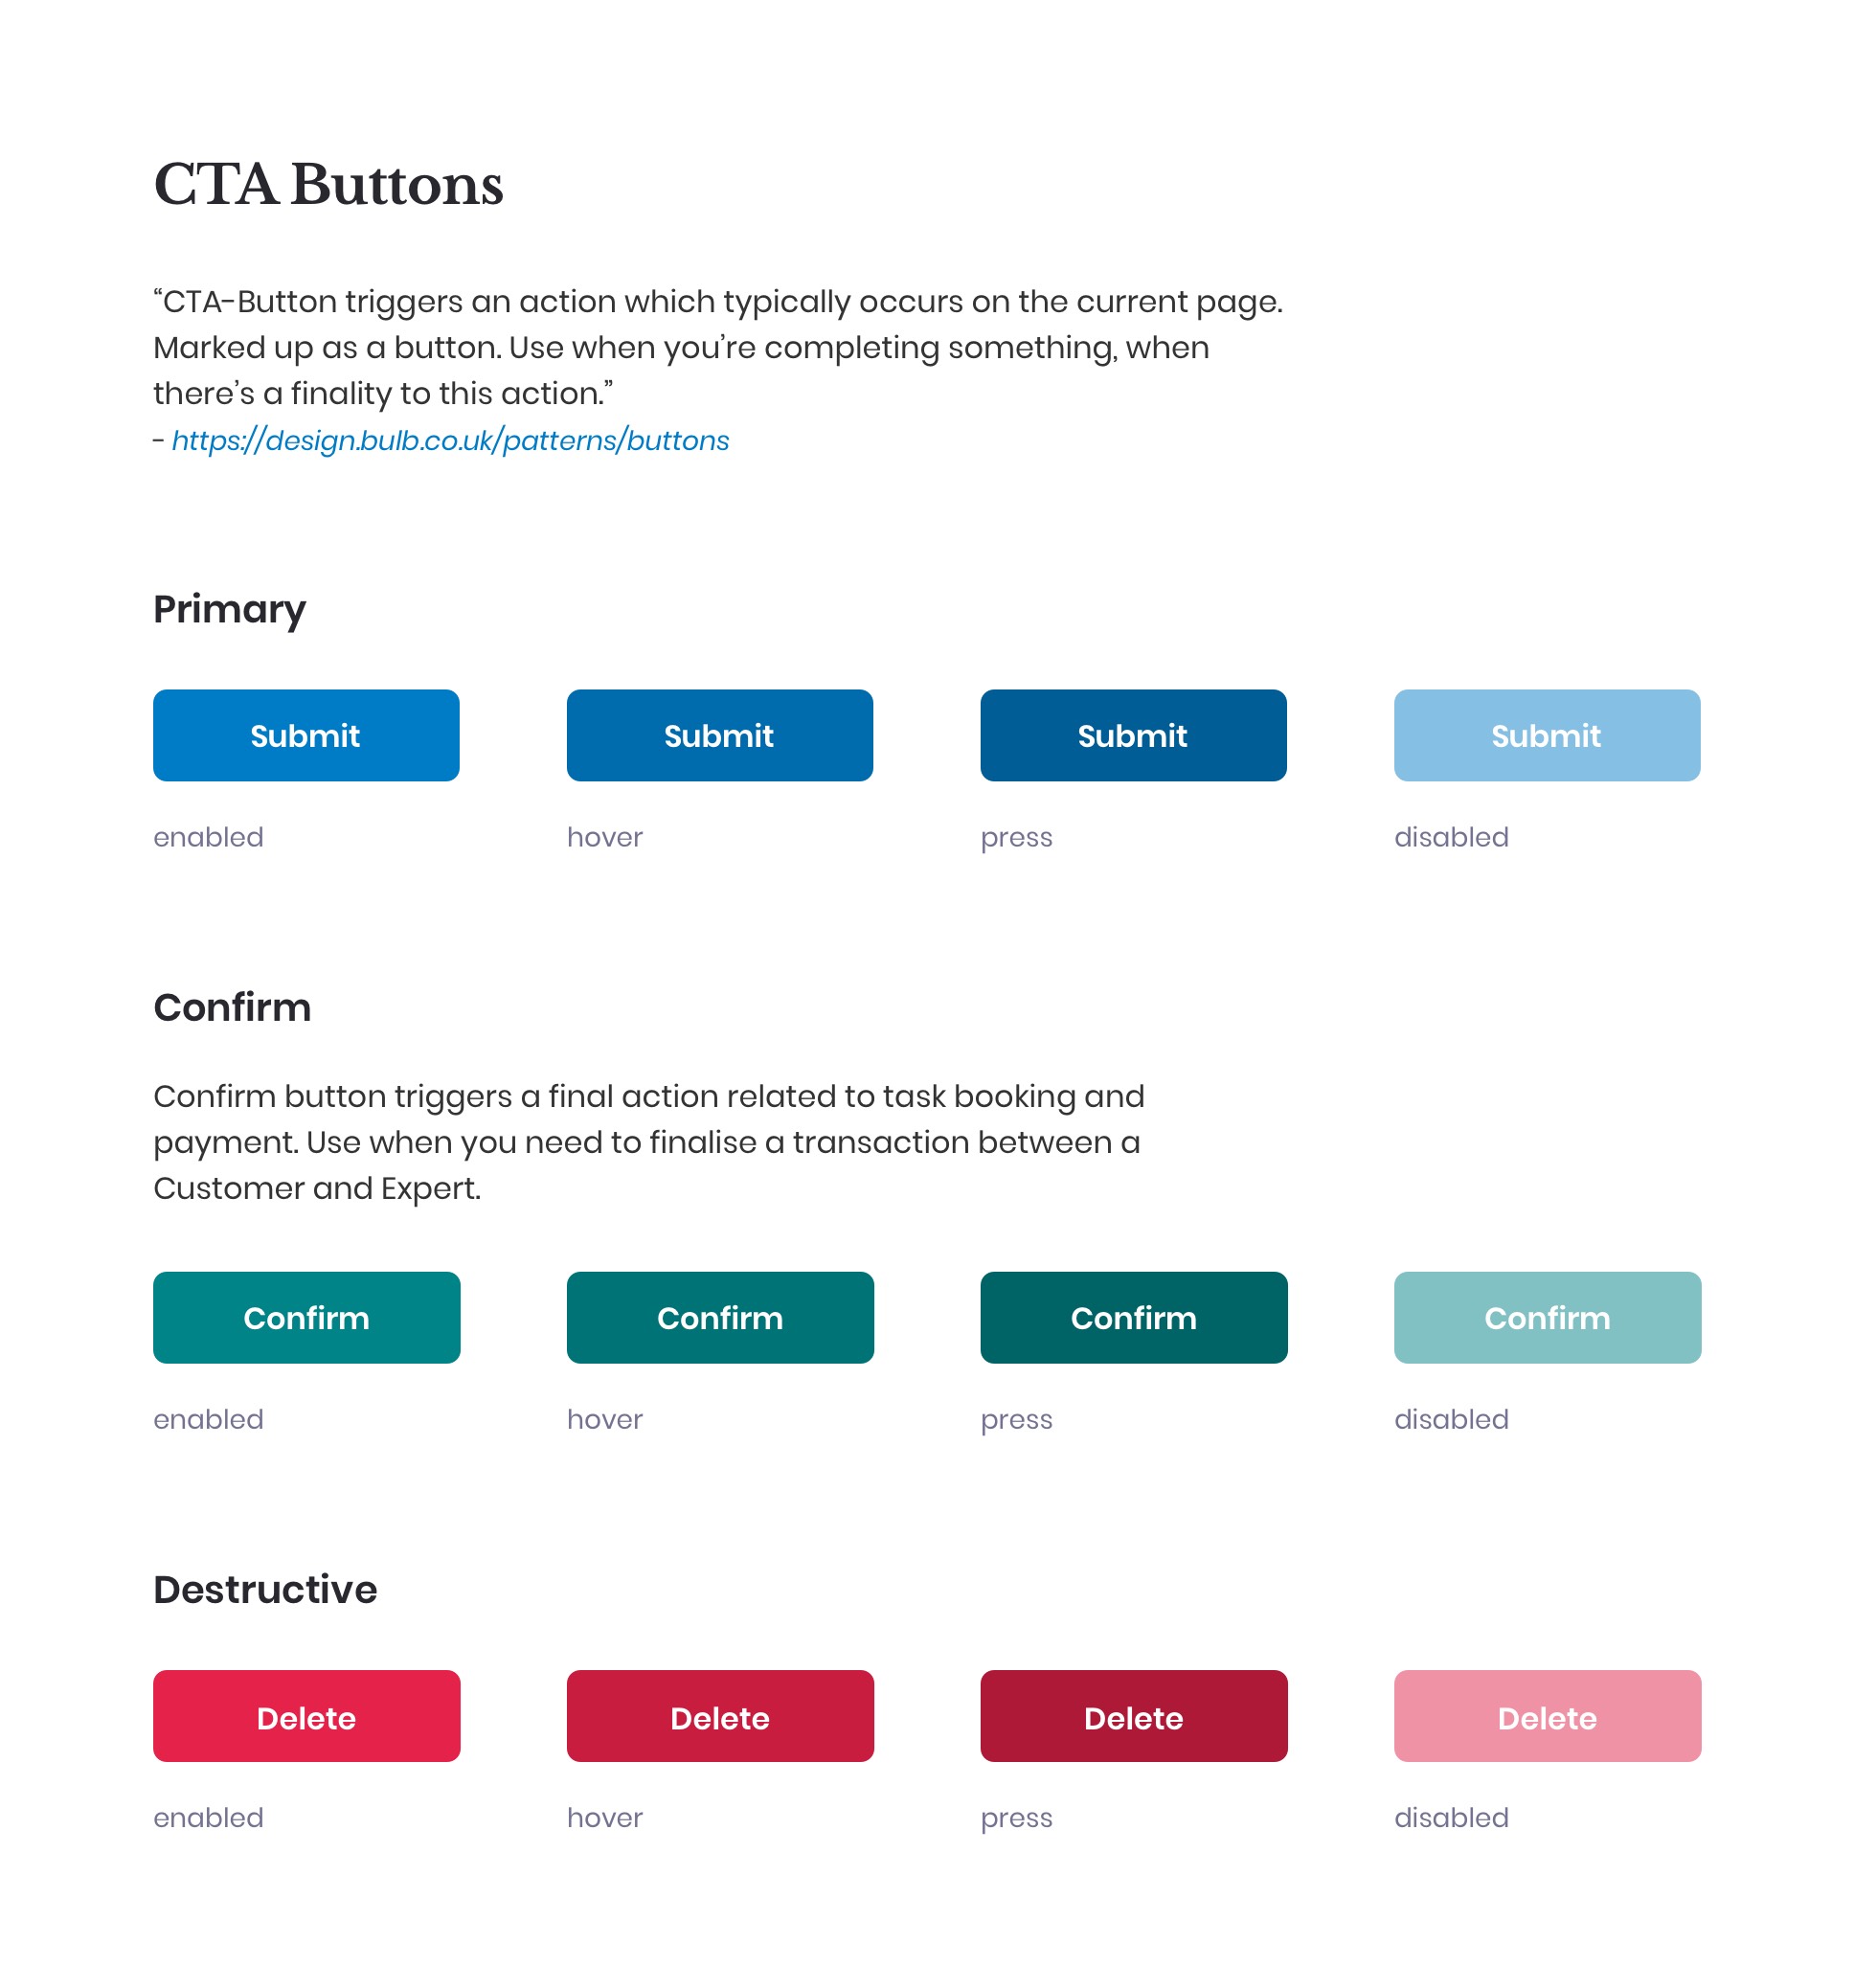 CTA Buttons
“CTA-Button triggers an action which typically occurs on the current page.
Marked up as a button. Use when you’re completing something, when
there’s a finality to this action.”
- https://design.bulb.co.uk/patterns/buttons
Primary
Submit Submit Submit Submit
enabled hover press disabled
Confirm
Confirm button triggers a final action related to task booking and
payment. Use when you need to finalise a transaction between a
Customer and Expert.
Confirm Confirm Confirm Confirm
enabled hover press disabled
Destructive
Delete Delete Delete Delete
enabled hover press disabled